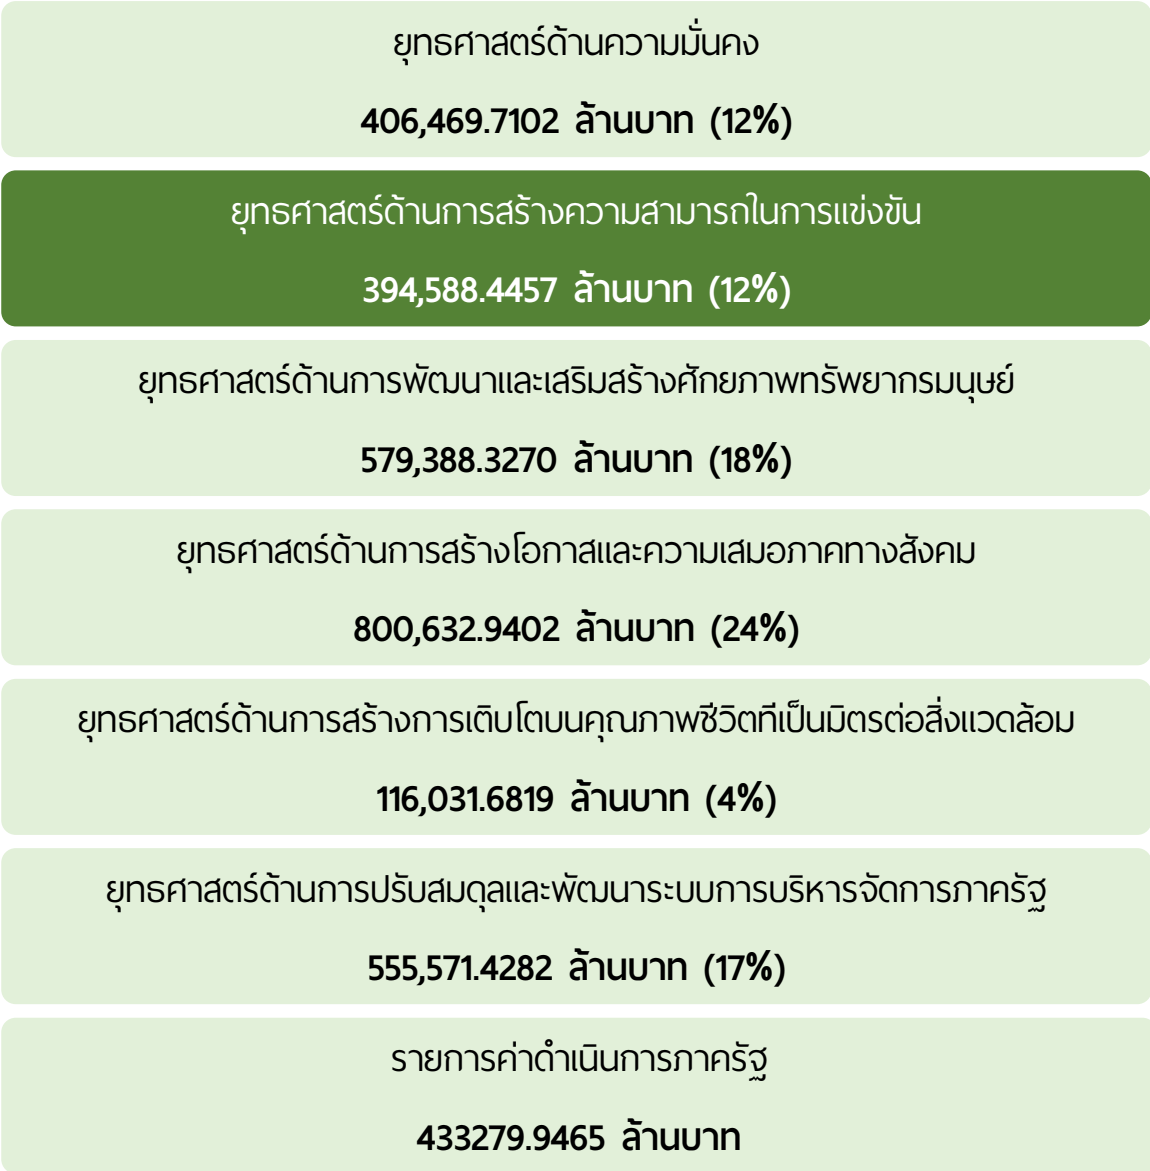 ยุทธศาสตร์ด้านความมั่นคง
406,469.7102 ล้านบาท (12%)
ยุทธศาสตร์ด้านการสร้างความสามารถในการแข่งขัน
394,588.4457 ล้านบาท (12%)
ยุทธศาสตร์ด้านการพัฒนาและเสริมสร้างศักยภาพทรัพยากรมนุษย์
579,388.3270 ล้านบาท (18%)
ยุทธศาสตร์ด้านการสร้างโอกาสและความเสมอภาคทางสังคม
800,632.9402 ล้านบาท (24%)
ยุทธศาสตร์ด้านการสร้างการเติบโตบนคุณภาพชีวิตทีเป็นมิตรต่อสิ่งแวดล้อม
116,031.6819 ล้านบาท (4%)
ยุทธศาสตร์ด้านการปรับสมดุลและพัฒนาระบบการบริหารจัดการภาครัฐ
555,571.4282 ล้านบาท (17%)
รายการค่าดำเนินการภาครัฐ
433279.9465 ล้านบาท